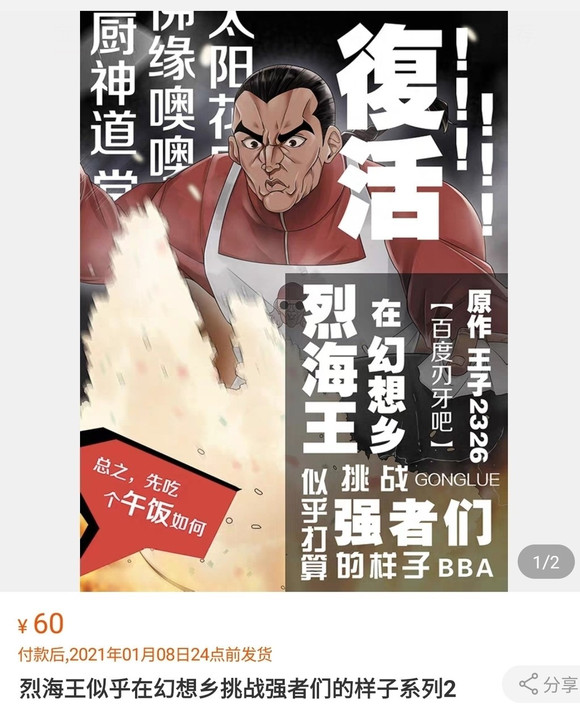 太阳花
佛缘噢噢
厨神道堂
復活
!!!!!!
原作 王子2326
【百度刃牙吧】
在幻想乡
烈海王
似乎打算
挑战
GONGLUE
强者们
的样子BBA
总之，先吃
个午饭如何
1/2
¥60
付款后,2021年01月08日24点前发货
烈海王似乎在幻想乡挑战强者们的样子系列2
分享